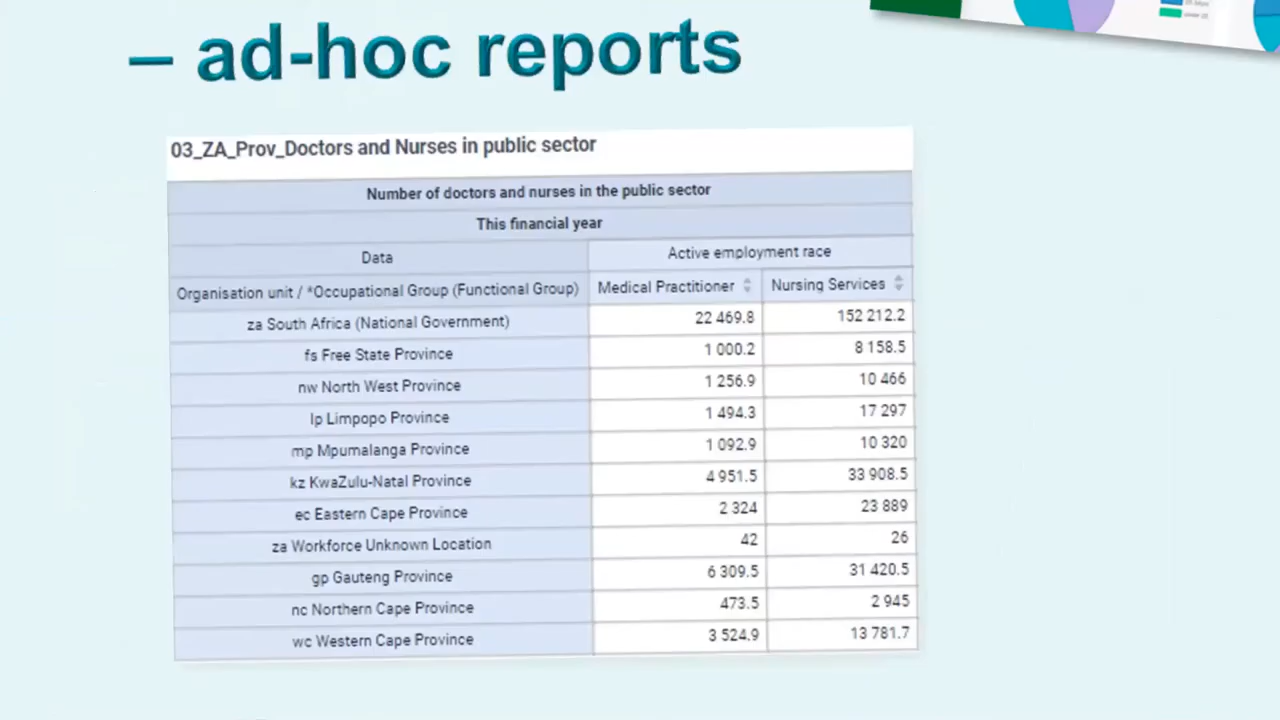 – ad-hoc reports
03_ZA_Prov_Doctors and Nurses in public sector
Number of doctors and nurses in the public sector
This financial year
Data Active employment race
Organisation unit / *Occupational Group (Functional Group) Medical Practitioner Nursing Services
za South Africa (National Government) 22 469.8 152 212.2
fs Free State Province 1 000.2 8 158.5
nw North West Province 1 256.9 10 466
lp Limpopo Province 1 494.3 17 297
mp Mpumalanga Province 1 092.9 10 320
kz KwaZulu-Natal Province 4 951.5 33 908.5
ec Eastern Cape Province 2 324 23 889
za Workforce Unknown Location 42 26
gp Gauteng Province 6 309.5 31 420.5
nc Northern Cape Province 473.5 2 945
wc Western Cape Province 3 524.9 13 781.7